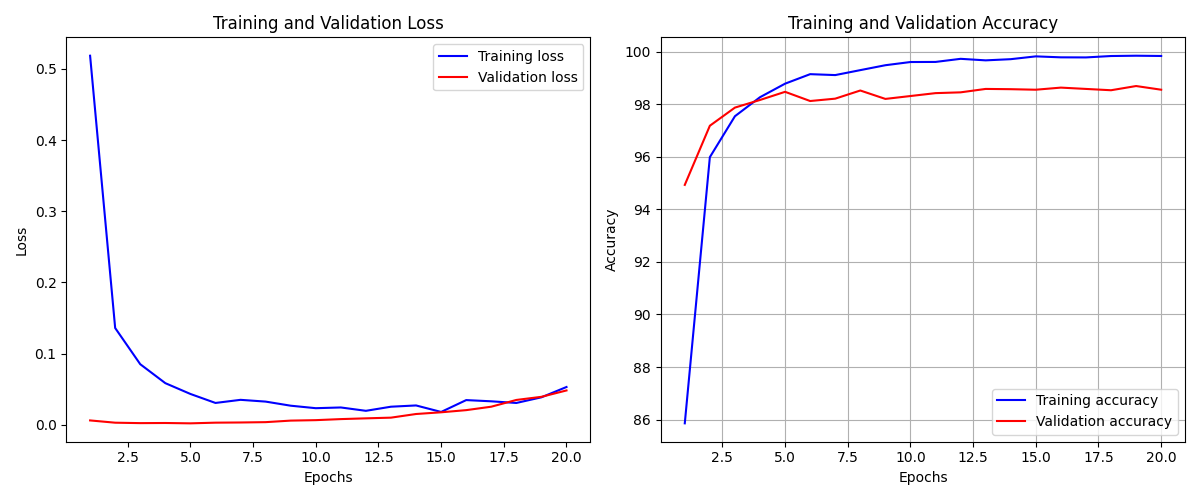 Training and Validation Loss
Training loss
Validation loss
0.5
0.4
0.3
0.2
0.1
0.0
Loss
2.5 5.0 7.5 10.0 12.5 15.0 17.5 20.0
Epochs
Training and Validation Accuracy
100
98
96
94
92
90
88
86
Accuracy
Training accuracy
Validation accuracy
2.5 5.0 7.5 10.0 12.5 15.0 17.5 20.0
Epochs